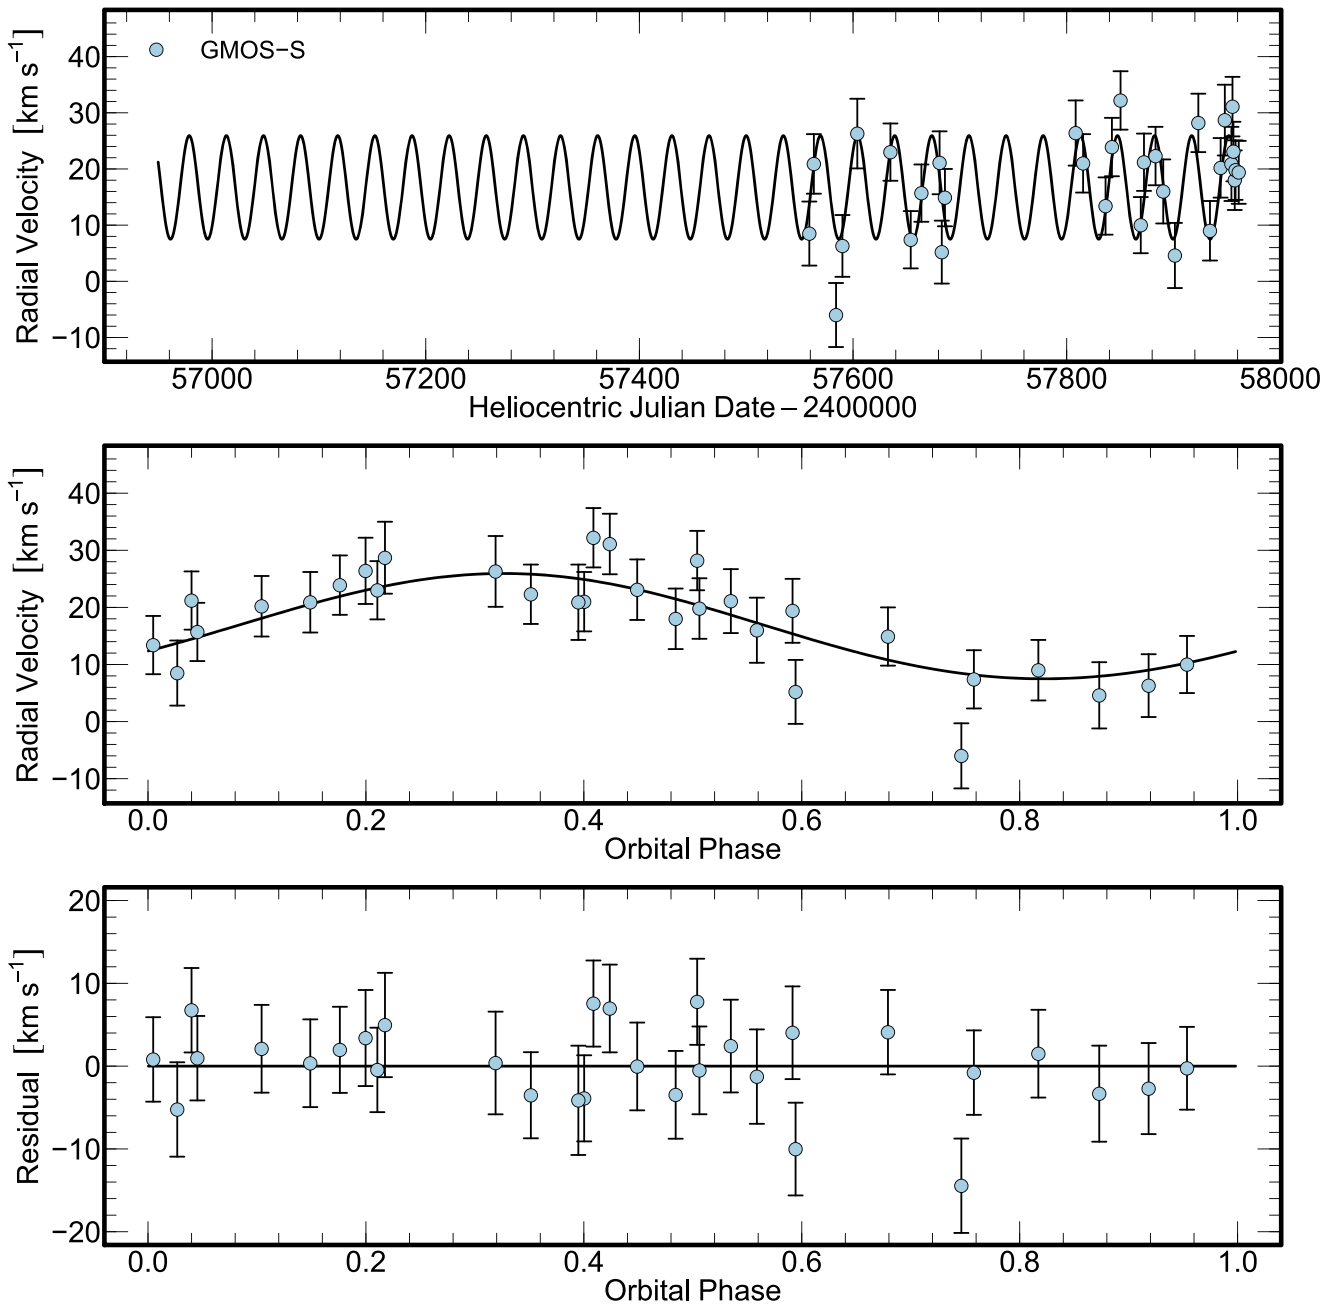 GMOS−S
Radial Velocity [km s−1]
40
30
20
10
0
−10
57000 57200 57400 57600 57800 58000
Heliocentric Julian Date − 2400000
Radial Velocity [km s−1]
40
30
20
10
0
−10
0.0 0.2 0.4 0.6 0.8 1.0
Orbital Phase
Residual [km s−1]
20
10
0
−10
−20
0.0 0.2 0.4 0.6 0.8 1.0
Orbital Phase